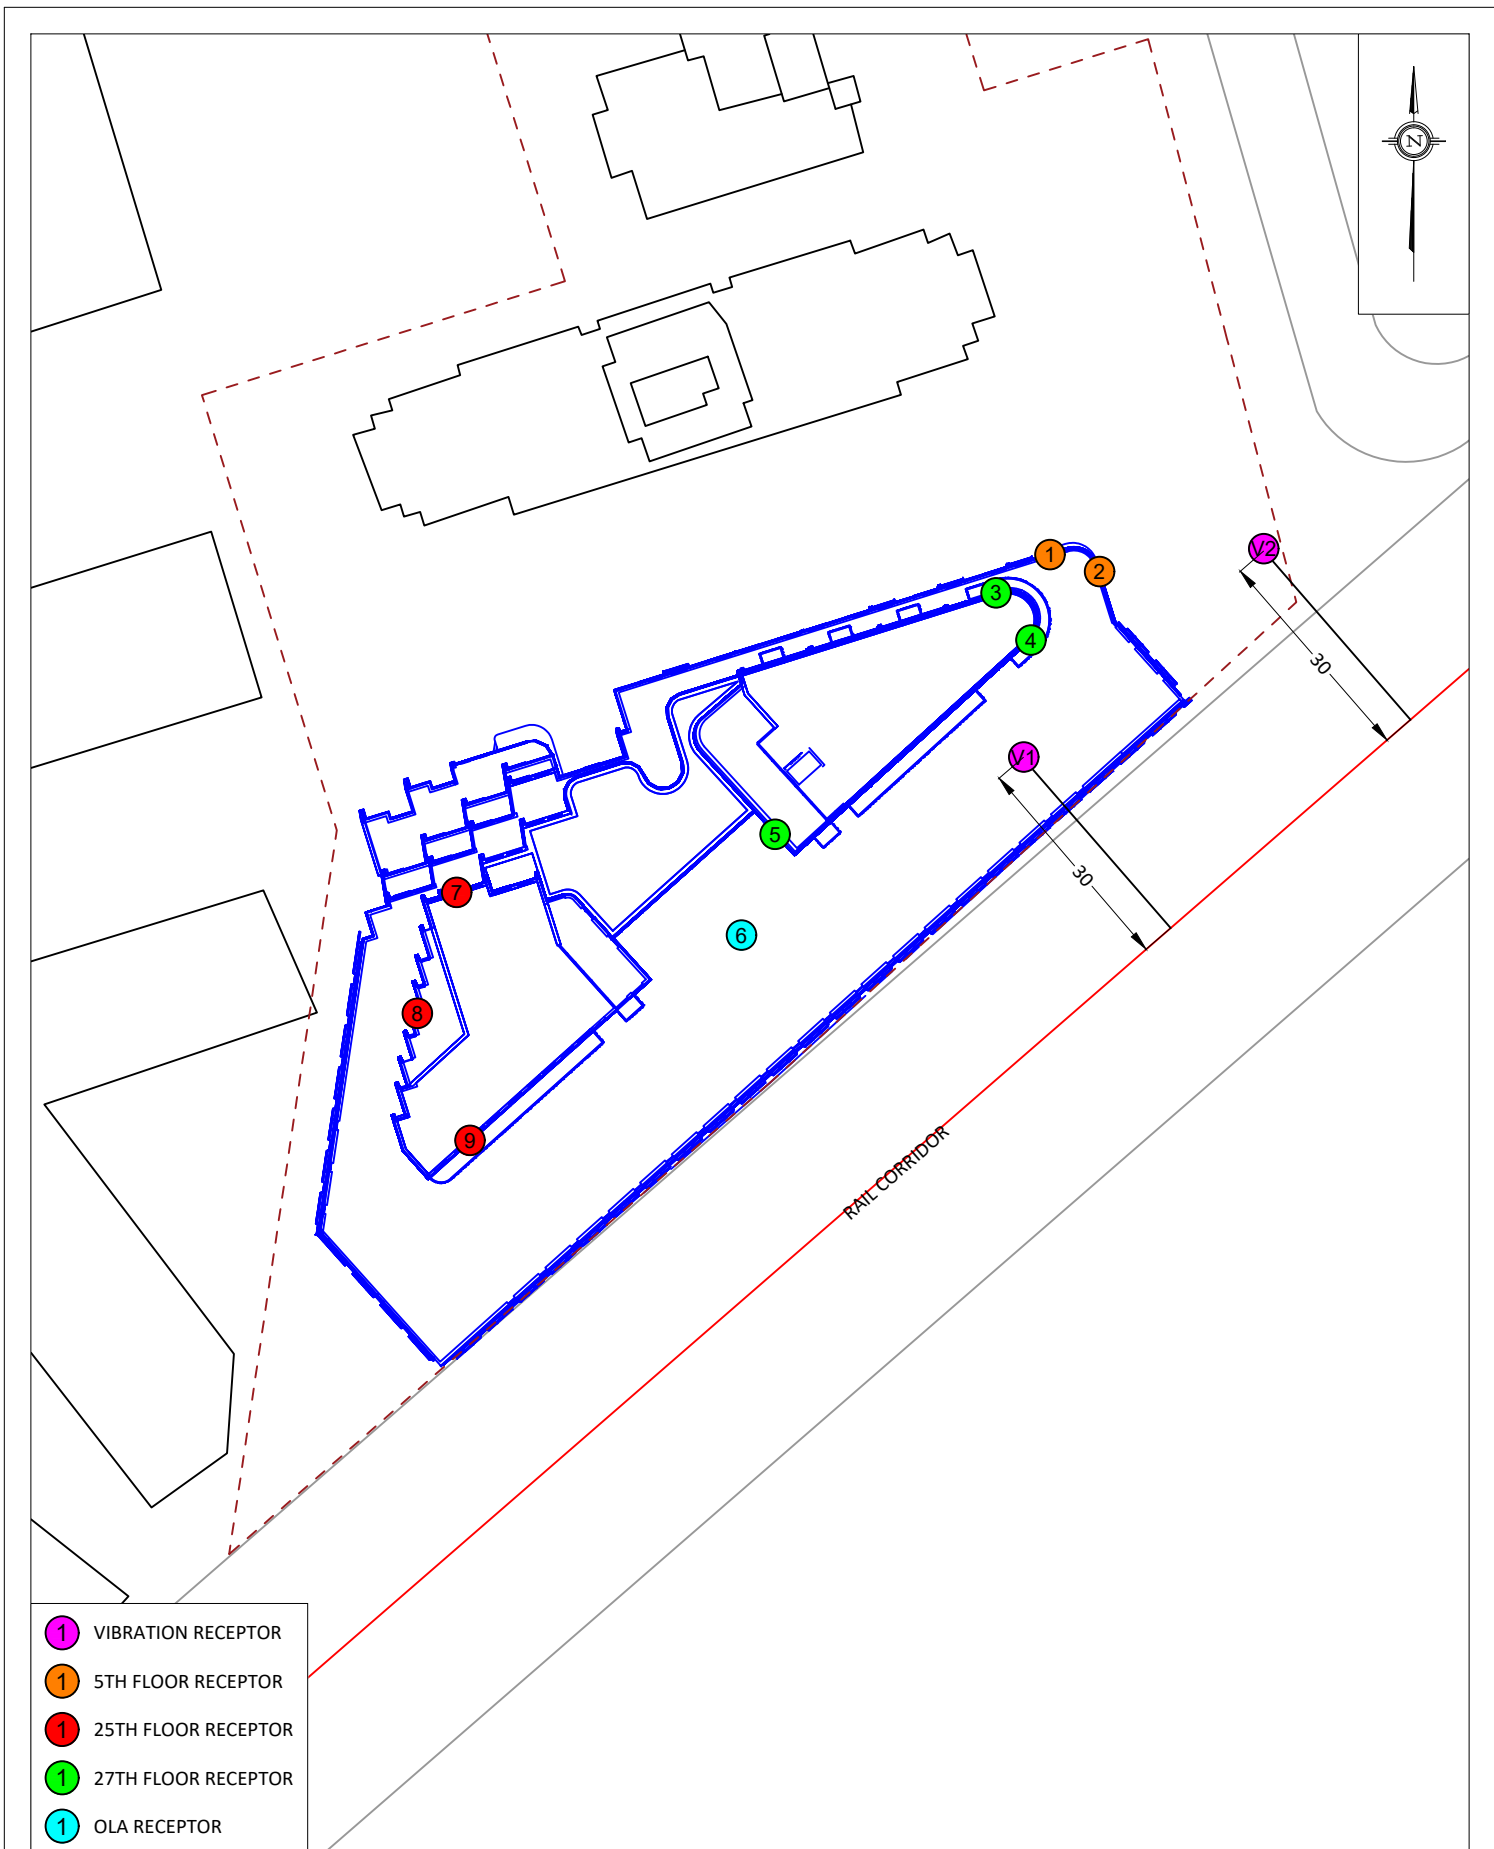 N
1
2
V2
3
4
30
V1
5
30
7
6
8
9
RAIL CORRIDOR
1 VIBRATION RECEPTOR
1 5TH FLOOR RECEPTOR
1 25TH FLOOR RECEPTOR
1 27TH FLOOR RECEPTOR
1 OLA RECEPTOR